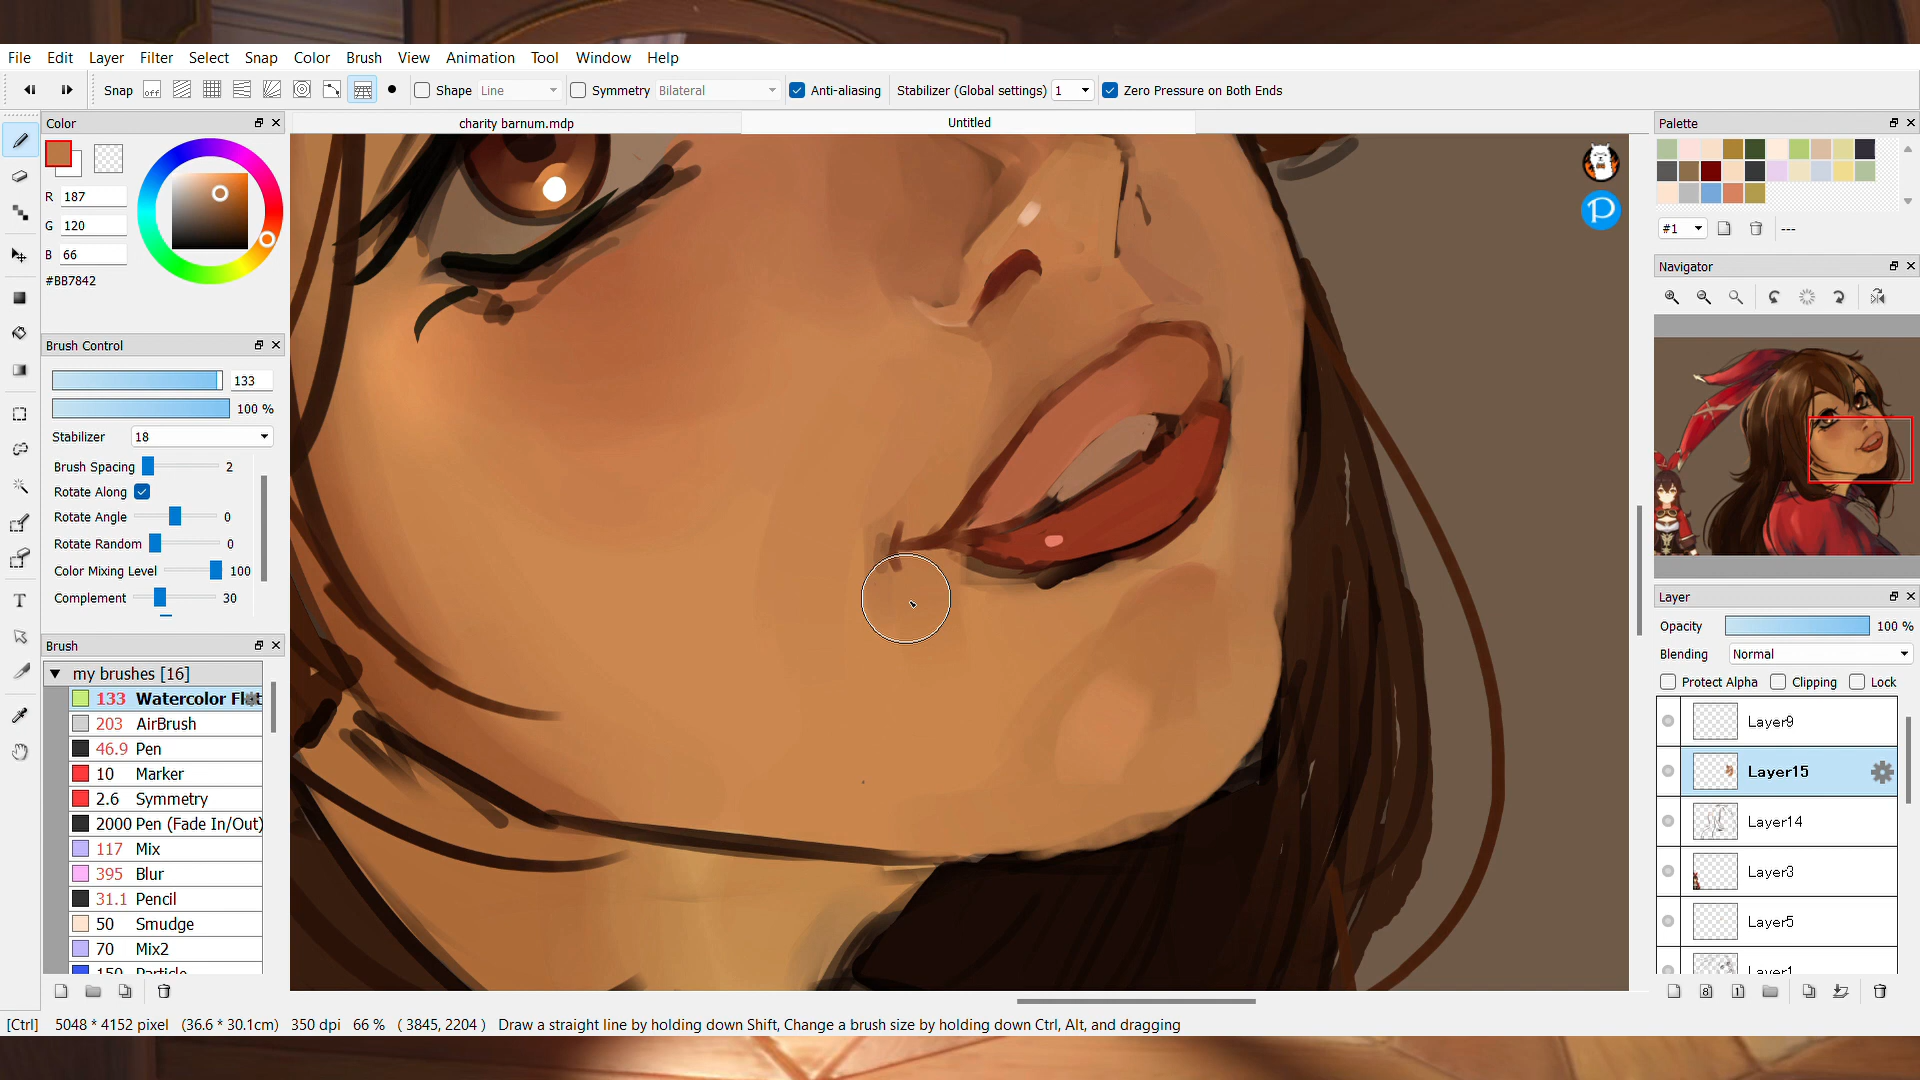 File Edit Layer Filter Select Snap Color Brush View Animation Tool Window Help
Snap off Shape Line Symmetry Bilateral Anti-aliasing Stabilizer (Global settings) 1 Zero Pressure on Both Ends
Color
charity barnum.mdp
Untitled
R 187
G 120
B 66
#BB7842
Brush Control
133
100 %
Stabilizer 18
Brush Spacing 2
Rotate Along
Rotate Angle 0
Rotate Random 0
Color Mixing Level 100
Complement 30
Brush
my brushes [16]
133 Watercolor Flat
203 AirBrush
46.9 Pen
10 Marker
2.6 Symmetry
2000 Pen (Fade In/Out)
117 Mix
395 Blur
31.1 Pencil
50 Smudge
70 Mix2
150 Particle
T
P
Palette
#1 ---
Navigator
Layer
Opacity 100 %
Blending Normal
Protect Alpha Clipping Lock
Layer9
Layer15
Layer14
Layer3
Layer5
Layer1
8 1
[Ctrl] 5048 * 4152 pixel (36.6 * 30.1cm) 350 dpi 66 % ( 3845, 2204 ) Draw a straight line by holding down Shift, Change a brush size by holding down Ctrl, Alt, and dragging